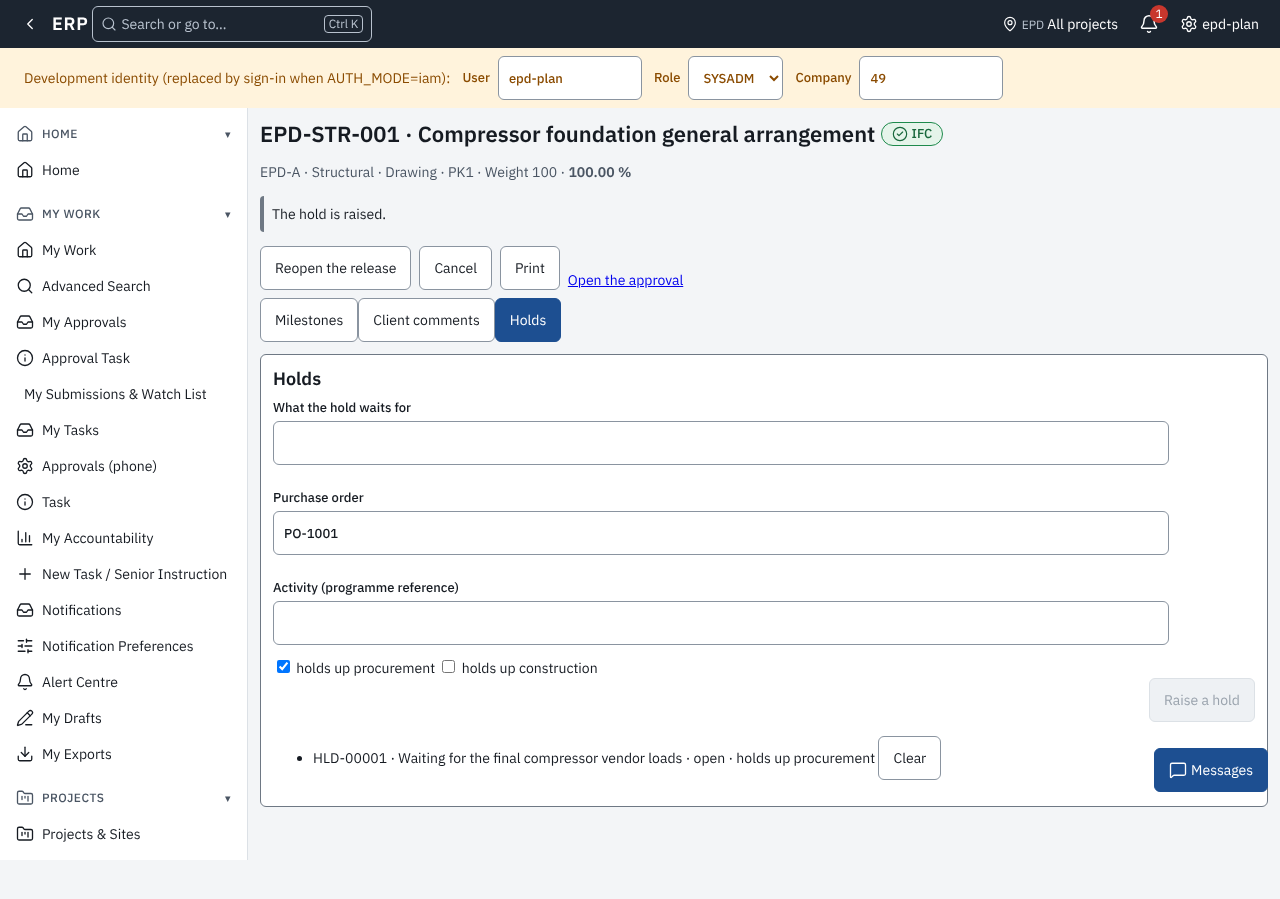 ERP
Search or go to...
Ctrl K
EPD All projects
1
epd-plan
Development identity (replaced by sign-in when AUTH_MODE=iam):
User
epd-plan
Role
SYSADM
Company
49
HOME
Home
MY WORK
My Work
Advanced Search
My Approvals
Approval Task
My Submissions & Watch List
My Tasks
Approvals (phone)
Task
My Accountability
New Task / Senior Instruction
Notifications
Notification Preferences
Alert Centre
My Drafts
My Exports
PROJECTS
Projects & Sites
EPD-STR-001 · Compressor foundation general arrangement
IFC
EPD-A · Structural · Drawing · PK1 · Weight 100 · 100.00 %
The hold is raised.
Reopen the release
Cancel
Print
Open the approval
Milestones
Client comments
Holds
Holds
What the hold waits for
Purchase order
PO-1001
Activity (programme reference)
holds up procurement
holds up construction
Raise a hold
HLD-00001 · Waiting for the final compressor vendor loads · open · holds up procurement
Clear
Messages